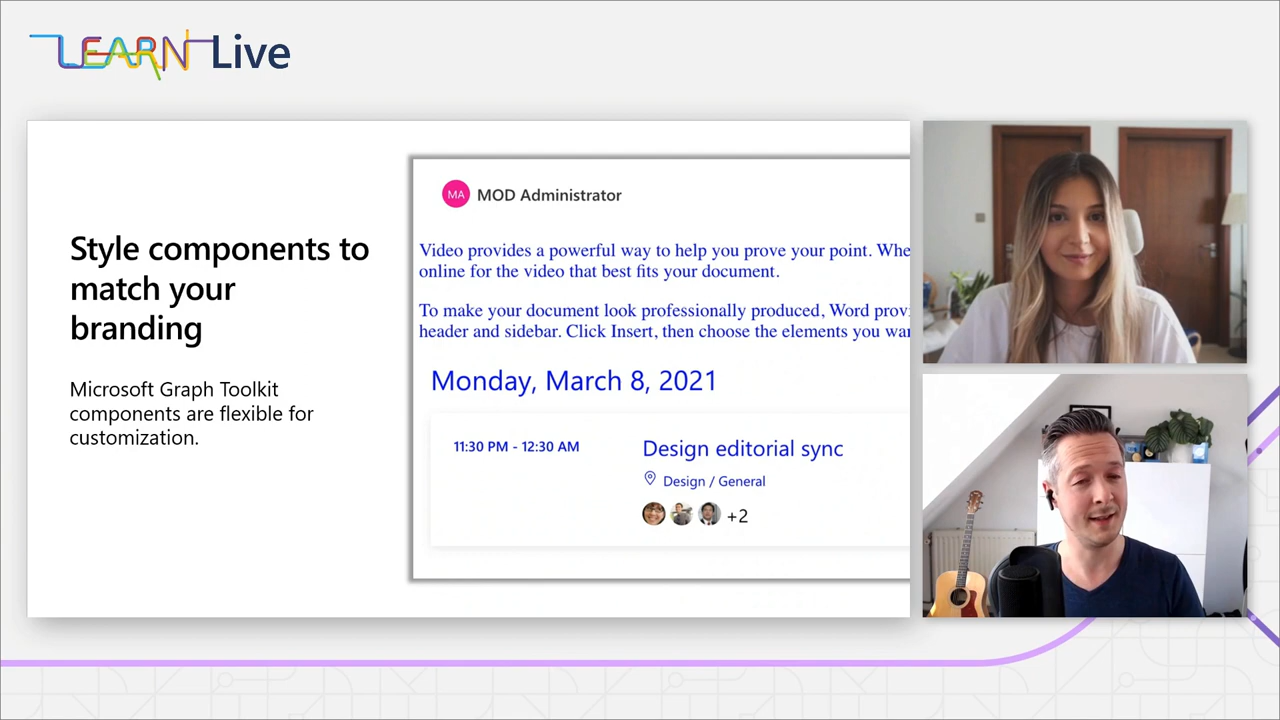 LEARN Live
Style components to
match your
branding
Microsoft Graph Toolkit
components are flexible for
customization.
MA MOD Administrator
Video provides a powerful way to help you prove your point. Whe
online for the video that best fits your document.
To make your document look professionally produced, Word prov
header and sidebar. Click Insert, then choose the elements you wa
Monday, March 8, 2021
11:30 PM - 12:30 AM
Design editorial sync
Design / General
+2